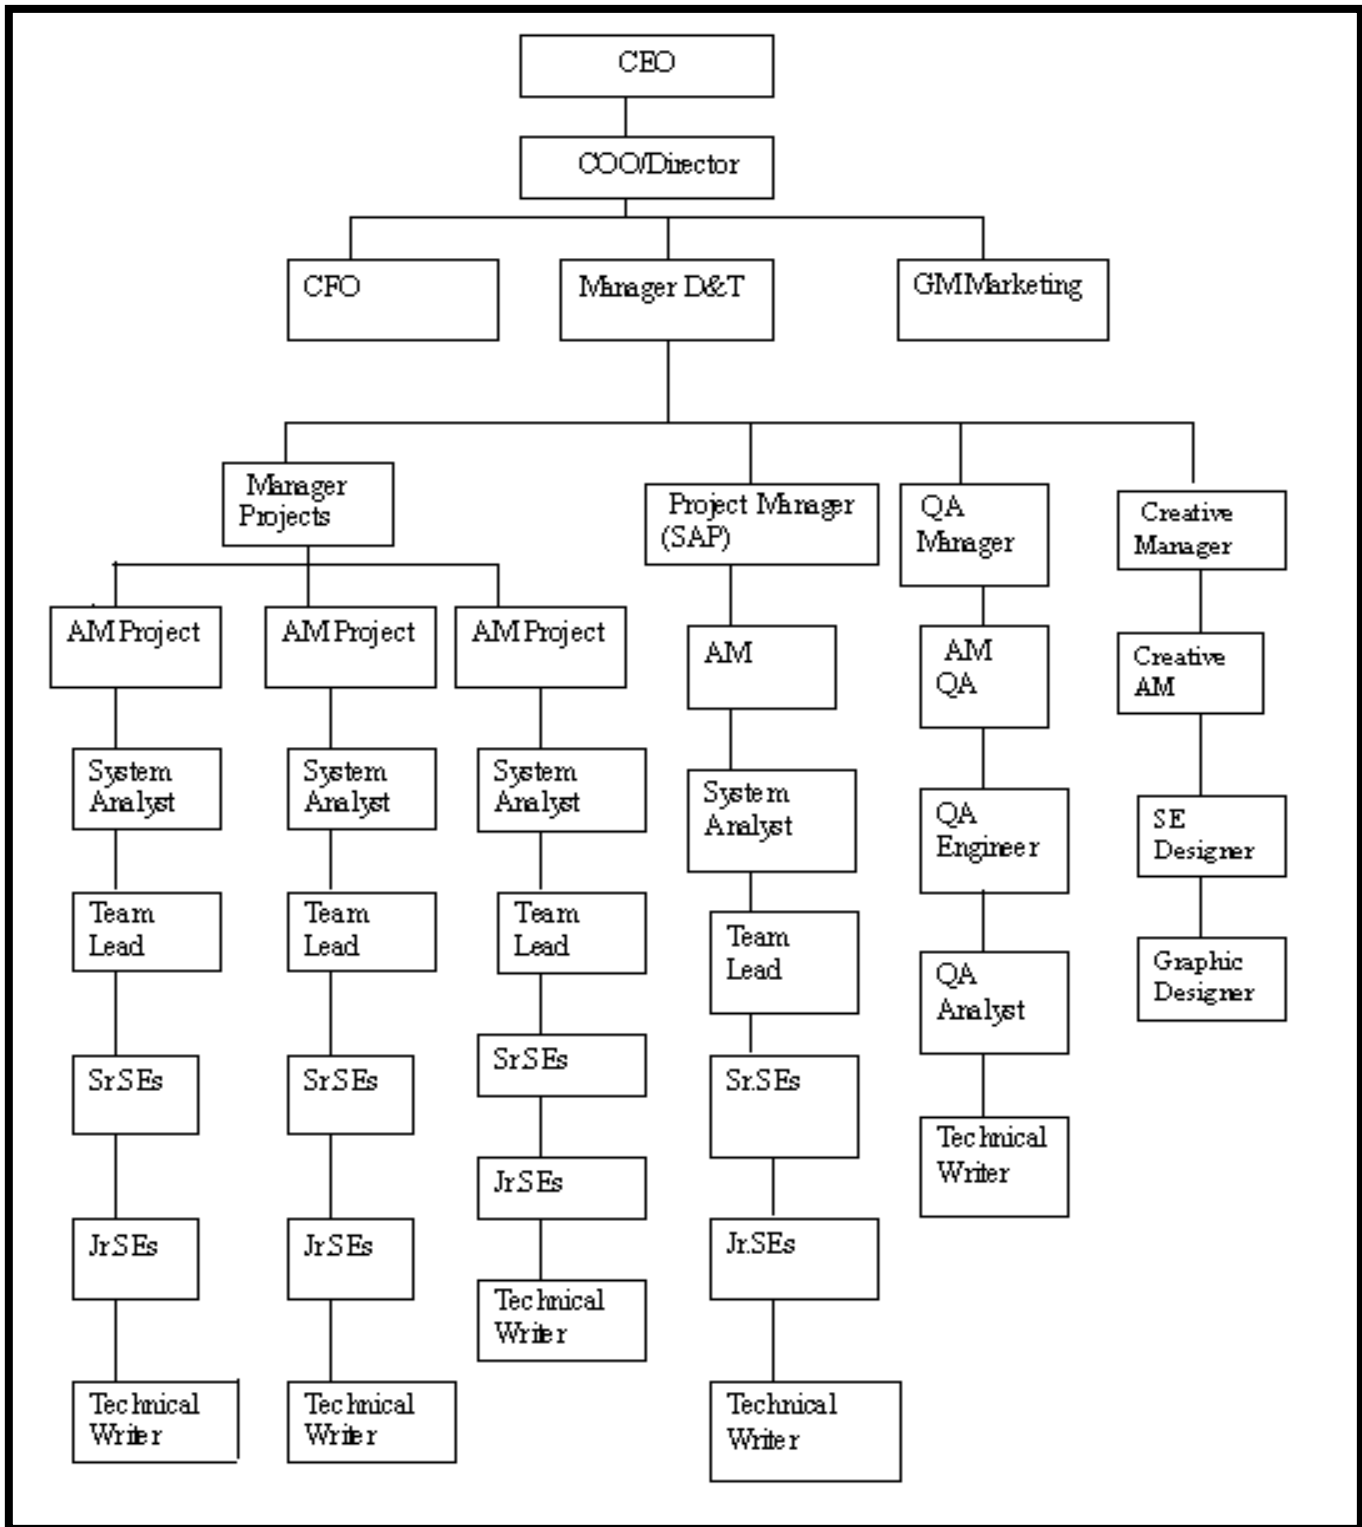 CEO
COO/Director
CFO
Manager D&T
GM Marketing
Manager
Projects
Project Manager
(SAP)
QA
Manager
Creative
Manager
AM Project
AM Project
AM Project
AM
AM
QA
Creative
AM
System
Analyst
System
Analyst
System
Analyst
System
Analyst
QA
Engineer
SE
Designer
Team
Lead
Team
Lead
Team
Lead
Team
Lead
QA
Analyst
Graphic
Designer
Sr.SEs
Sr.SEs
Sr.SEs
Sr.SEs
Technical
Writer
Jr.SEs
Jr.SEs
Jr.SEs
Jr.SEs
Technical
Writer
Technical
Writer
Technical
Writer
Technical
Writer